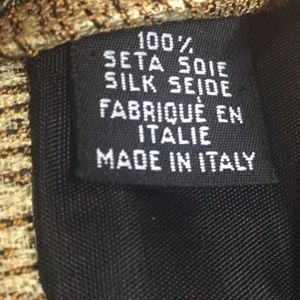 100%
SETA SOIE
SILK SEIDE
FABRIQUÈ EN
ITALIE
MADE IN ITALY